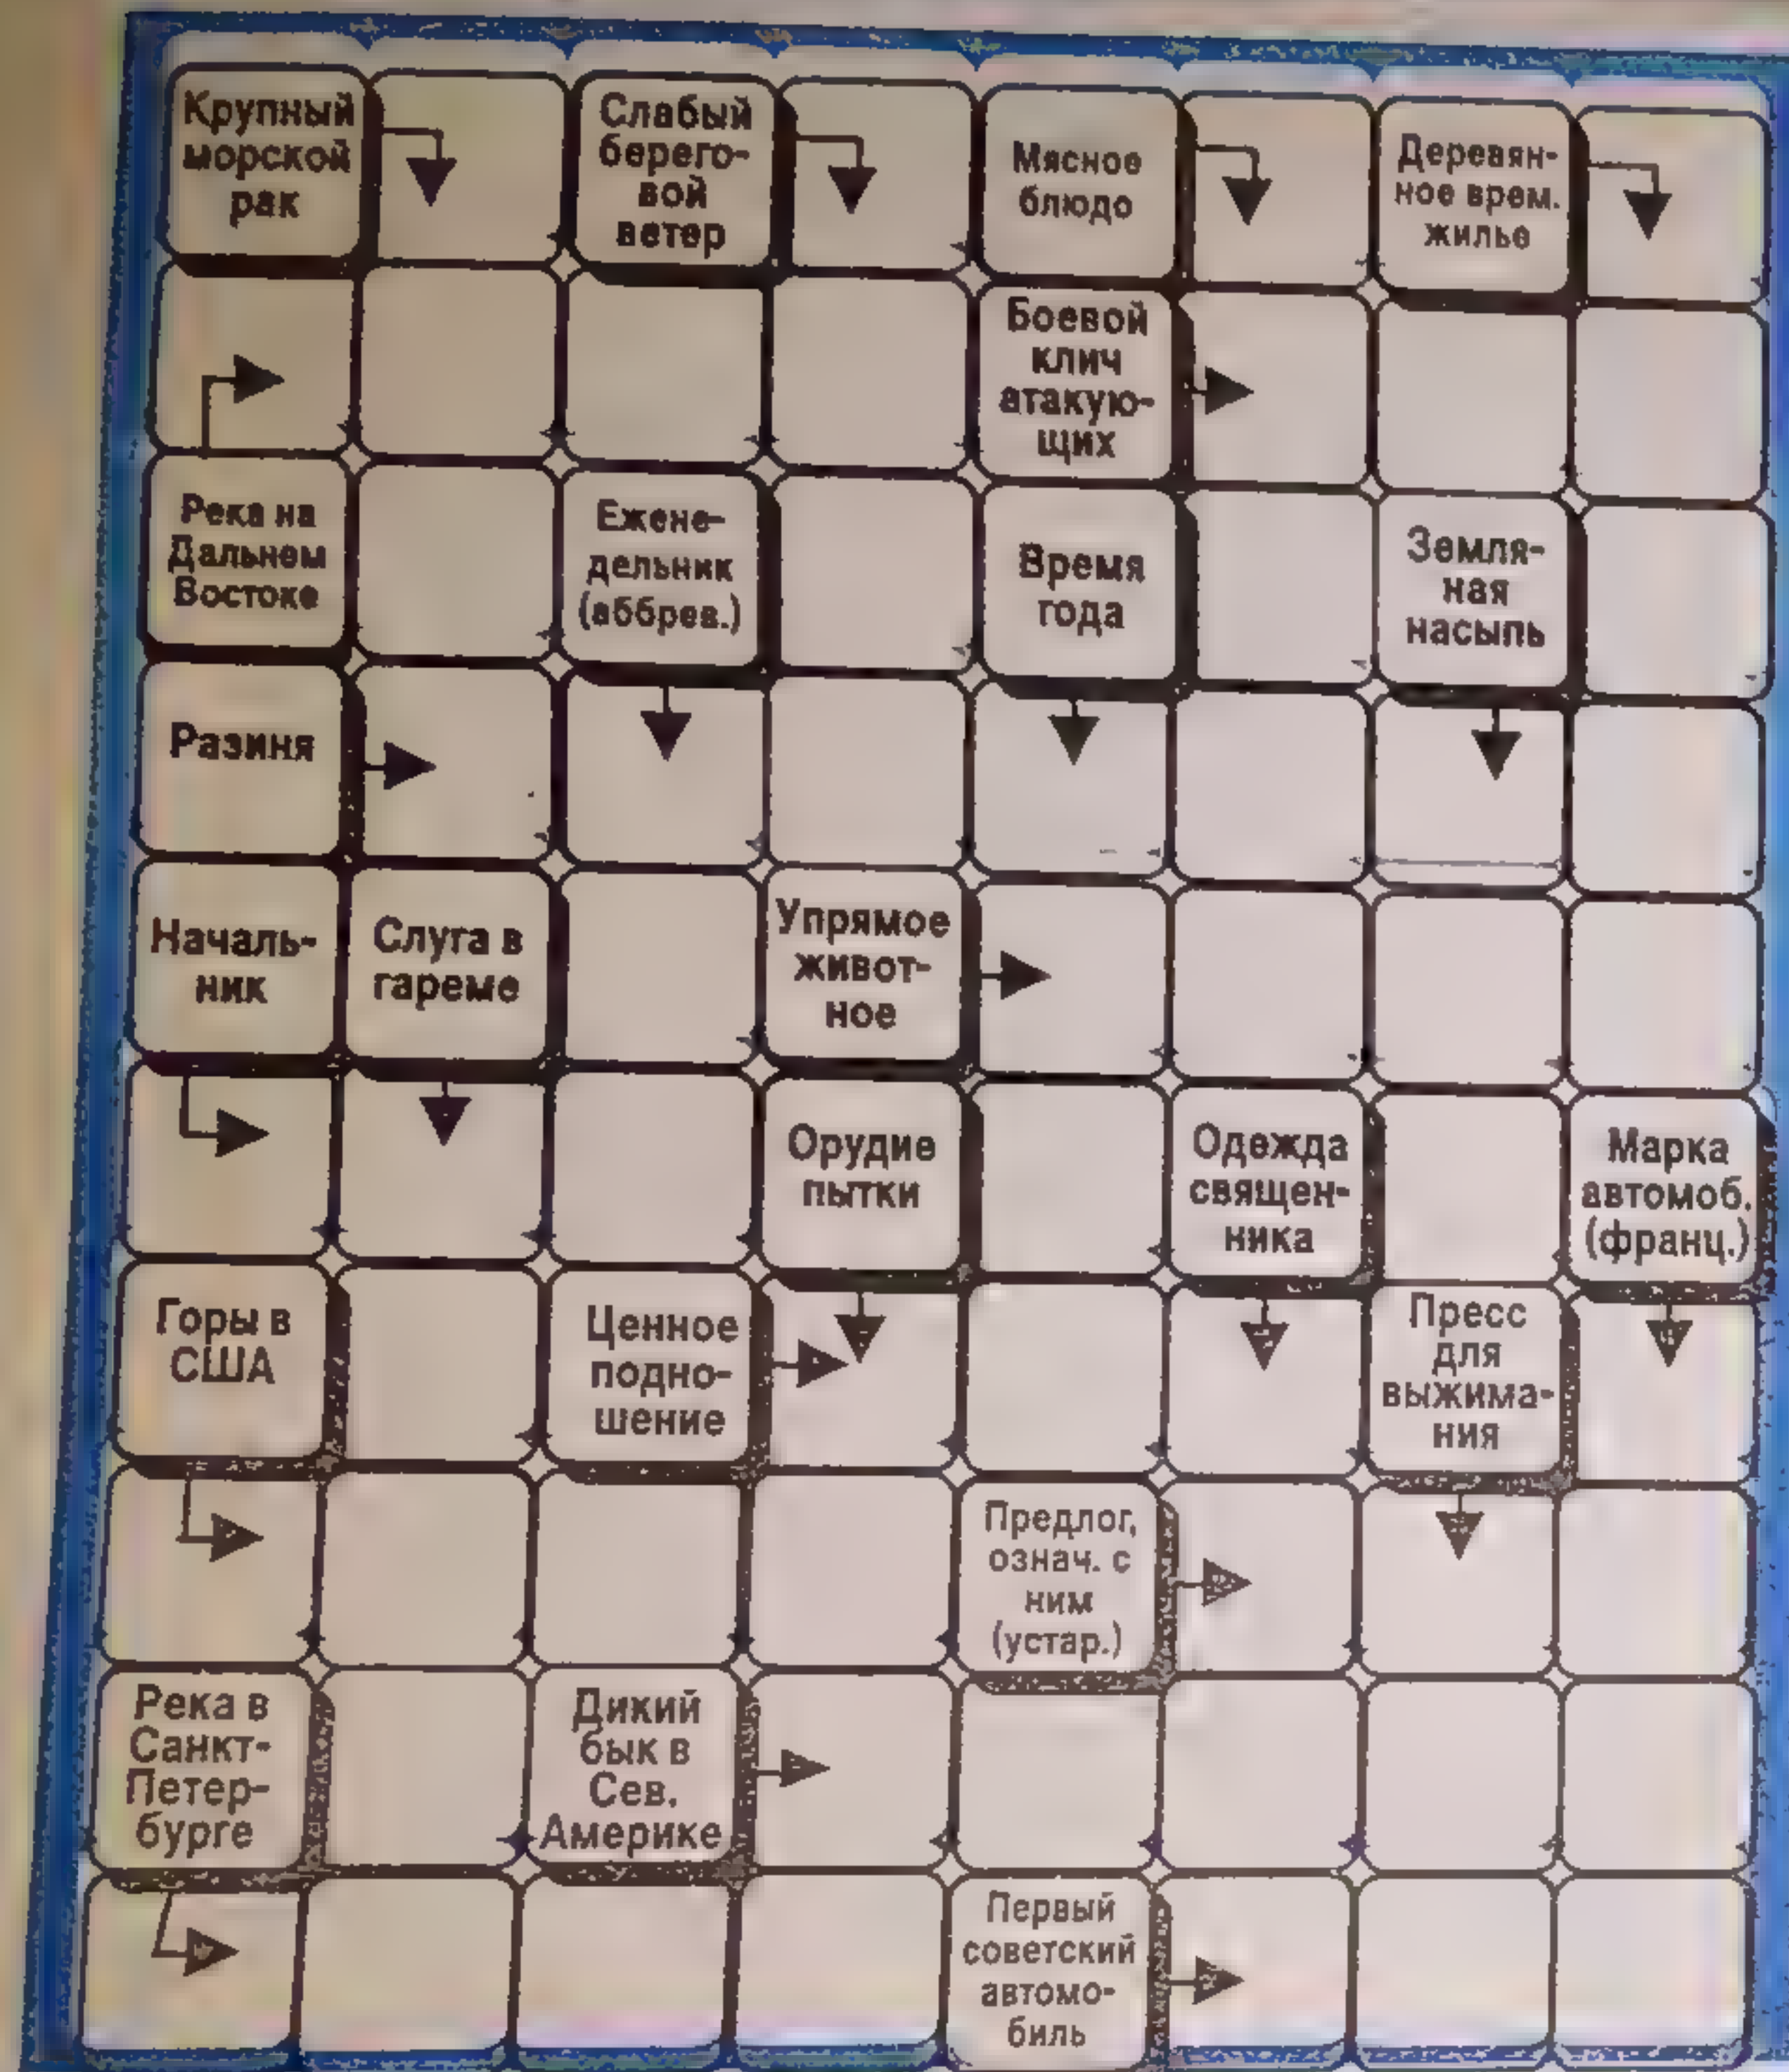 Крупный
морской
рак
Слабый
берего-
вой
ветер
Мясное
блюдо
Деревян-
ное врем.
жилье
Боевой
клич
атакую-
щих
Река на
Дальнем
Востоке
Ежене-
дельник
(аббрев.)
Время
года
Земля-
ная
насыпь
Разиня
Началь-
ник
Слуга в
гареме
Упрямое
живот-
ное
Орудие
пытки
Одежда
священ-
ника
Марка
автомоб.
(франц.)
Горы в
США
Ценное
подно-
шение
Пресс
для
выжима-
ния
Предлог,
означ. с
ним
(устар.)
Река в
Санкт-
Петер-
бурге
Дикий
бык в
Сев.
Америке
Первый
советский
автомо-
биль